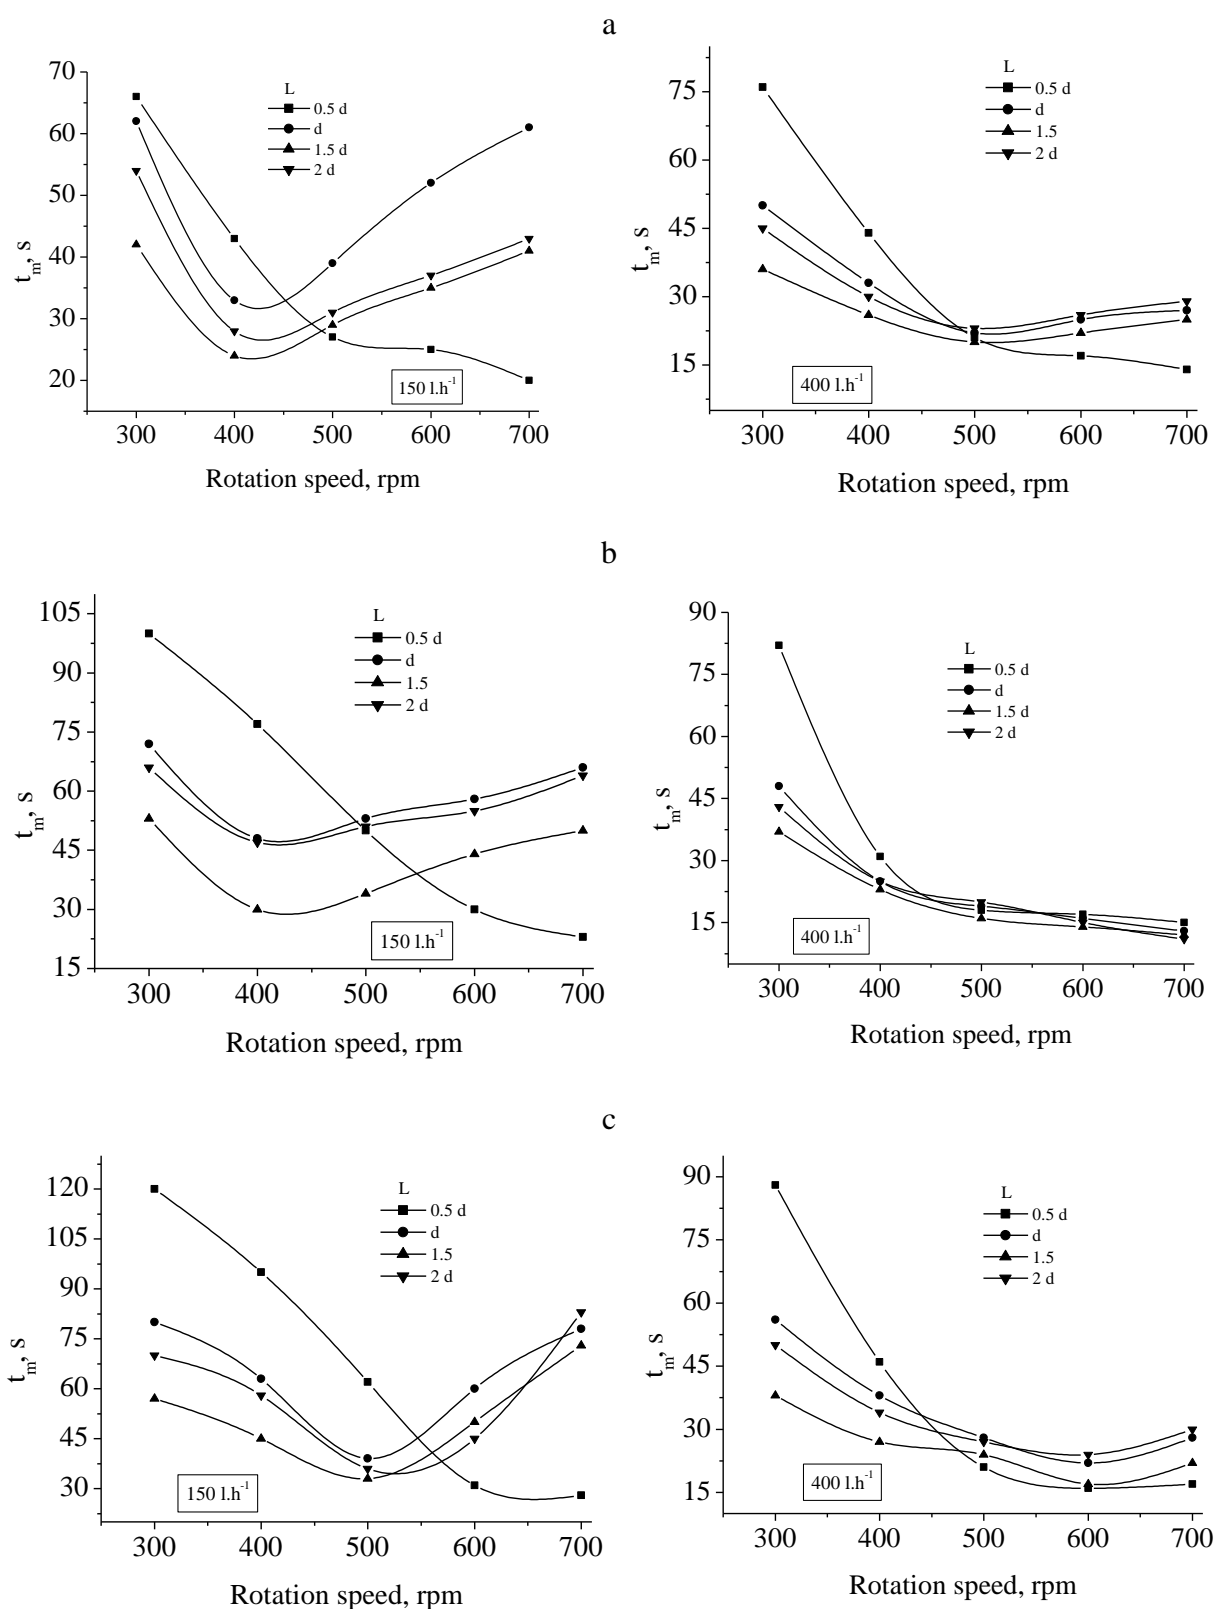 a
70
60
50
40
30
20
300 400 500 600 700
t_m, s
Rotation speed, rpm
L
0.5 d
d
1.5 d
2 d
150 l.h^-1
75
60
45
30
15
300 400 500 600 700
t_m, s
Rotation speed, rpm
L
0.5 d
d
1.5
2 d
400 l.h^-1
b
105
90
75
60
45
30
15
300 400 500 600 700
t_m, s
Rotation speed, rpm
L
0.5 d
d
1.5
2 d
150 l.h^-1
90
75
60
45
30
15
300 400 500 600 700
t_m, s
Rotation speed, rpm
L
0.5 d
d
1.5 d
2 d
400 l.h^-1
c
120
105
90
75
60
45
30
300 400 500 600 700
t_m, s
Rotation speed, rpm
L
0.5 d
d
1.5
2 d
150 l.h^-1
90
75
60
45
30
15
300 400 500 600 700
t_m, s
Rotation speed, rpm
L
0.5 d
d
1.5
2 d
400 l.h^-1